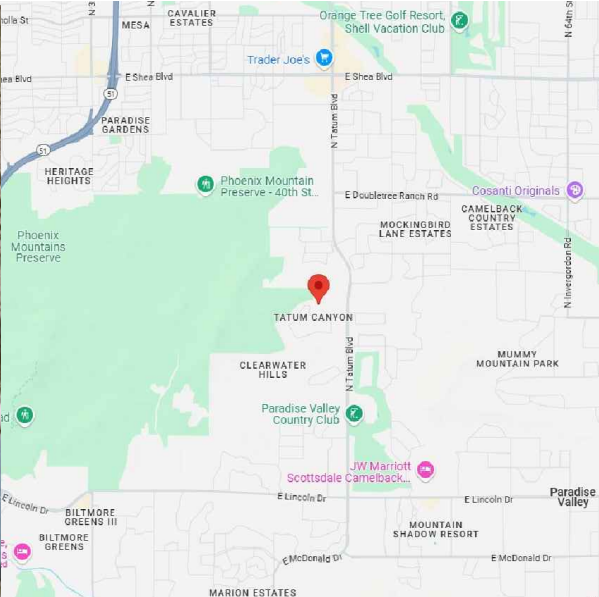 CAVALIER
ESTATES
MESA
Orange Tree Golf Resort,
Shell Vacation Club
N 64th St
Trader Joe's
E Shea Blvd
E Shea Blvd
51
N Tatum Blvd
PARADISE
GARDENS
51
HERITAGE
HEIGHTS
Phoenix Mountain
Preserve - 40th St...
E Doubletree Ranch Rd
Cosanti Originals
CAMELBACK
COUNTRY
ESTATES
MOCKINGBIRD
LANE ESTATES
Phoenix
Mountains
Preserve
N Invergordon Rd
TATUM CANYON
N Tatum Blvd
CLEARWATER
HILLS
MUMMY
MOUNTAIN PARK
Paradise Valley
Country Club
JW Marriott
Scottsdale Camelback...
E Lincoln Dr
E Lincoln Dr
E Lincoln Dr
Paradise
Valley
BILTMORE
GREENS III
BILTMORE
GREENS
MOUNTAIN
SHADOW RESORT
E McDonald Dr
E McDonald Dr
MARION ESTATES